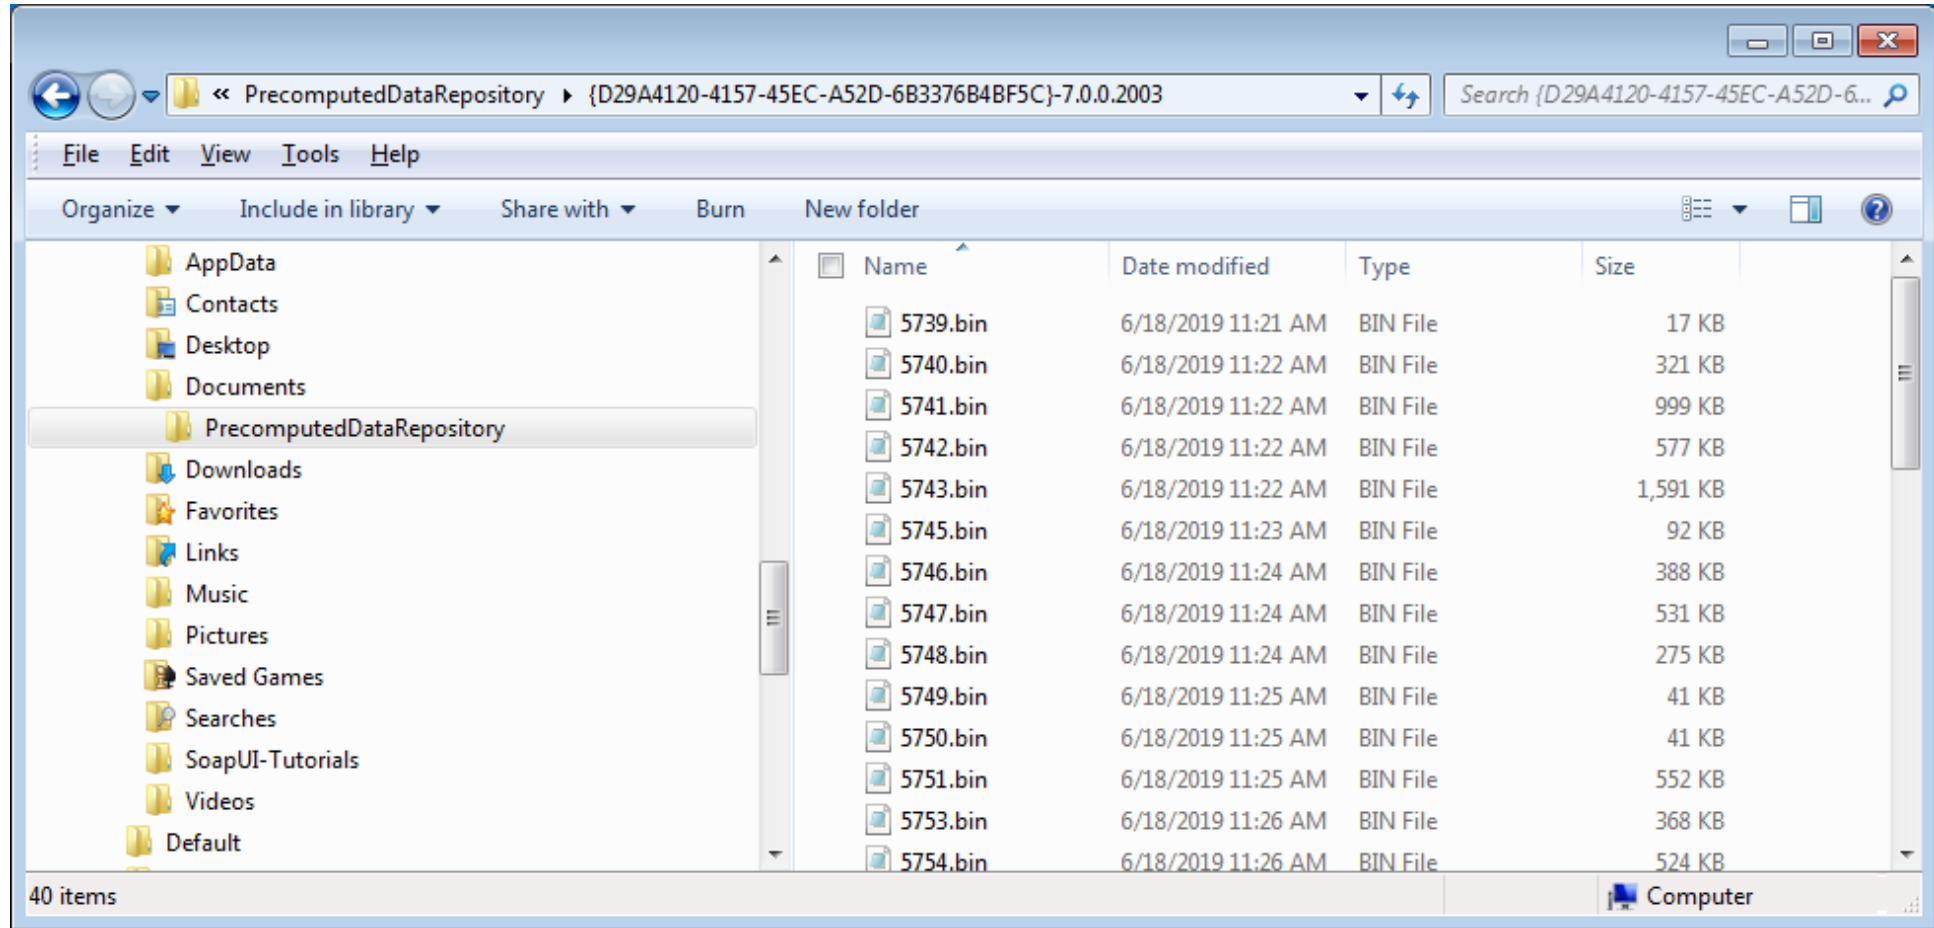 « PrecomputedDataRepository ▸ {D29A4120-4157-45EC-A52D-6B3376B4BF5C}-7.0.0.2003
Search {D29A4120-4157-45EC-A52D-6...
File Edit View Tools Help
Organize Include in library Share with Burn New folder
AppData
Contacts
Desktop
Documents
PrecomputedDataRepository
Downloads
Favorites
Links
Music
Pictures
Saved Games
Searches
SoapUI-Tutorials
Videos
Default
Name Date modified Type Size
5739.bin 6/18/2019 11:21 AM BIN File 17 KB
5740.bin 6/18/2019 11:22 AM BIN File 321 KB
5741.bin 6/18/2019 11:22 AM BIN File 999 KB
5742.bin 6/18/2019 11:22 AM BIN File 577 KB
5743.bin 6/18/2019 11:22 AM BIN File 1,591 KB
5745.bin 6/18/2019 11:23 AM BIN File 92 KB
5746.bin 6/18/2019 11:24 AM BIN File 388 KB
5747.bin 6/18/2019 11:24 AM BIN File 531 KB
5748.bin 6/18/2019 11:24 AM BIN File 275 KB
5749.bin 6/18/2019 11:25 AM BIN File 41 KB
5750.bin 6/18/2019 11:25 AM BIN File 41 KB
5751.bin 6/18/2019 11:25 AM BIN File 552 KB
5753.bin 6/18/2019 11:26 AM BIN File 368 KB
5754.bin 6/18/2019 11:26 AM BIN File 524 KB
40 items
Computer